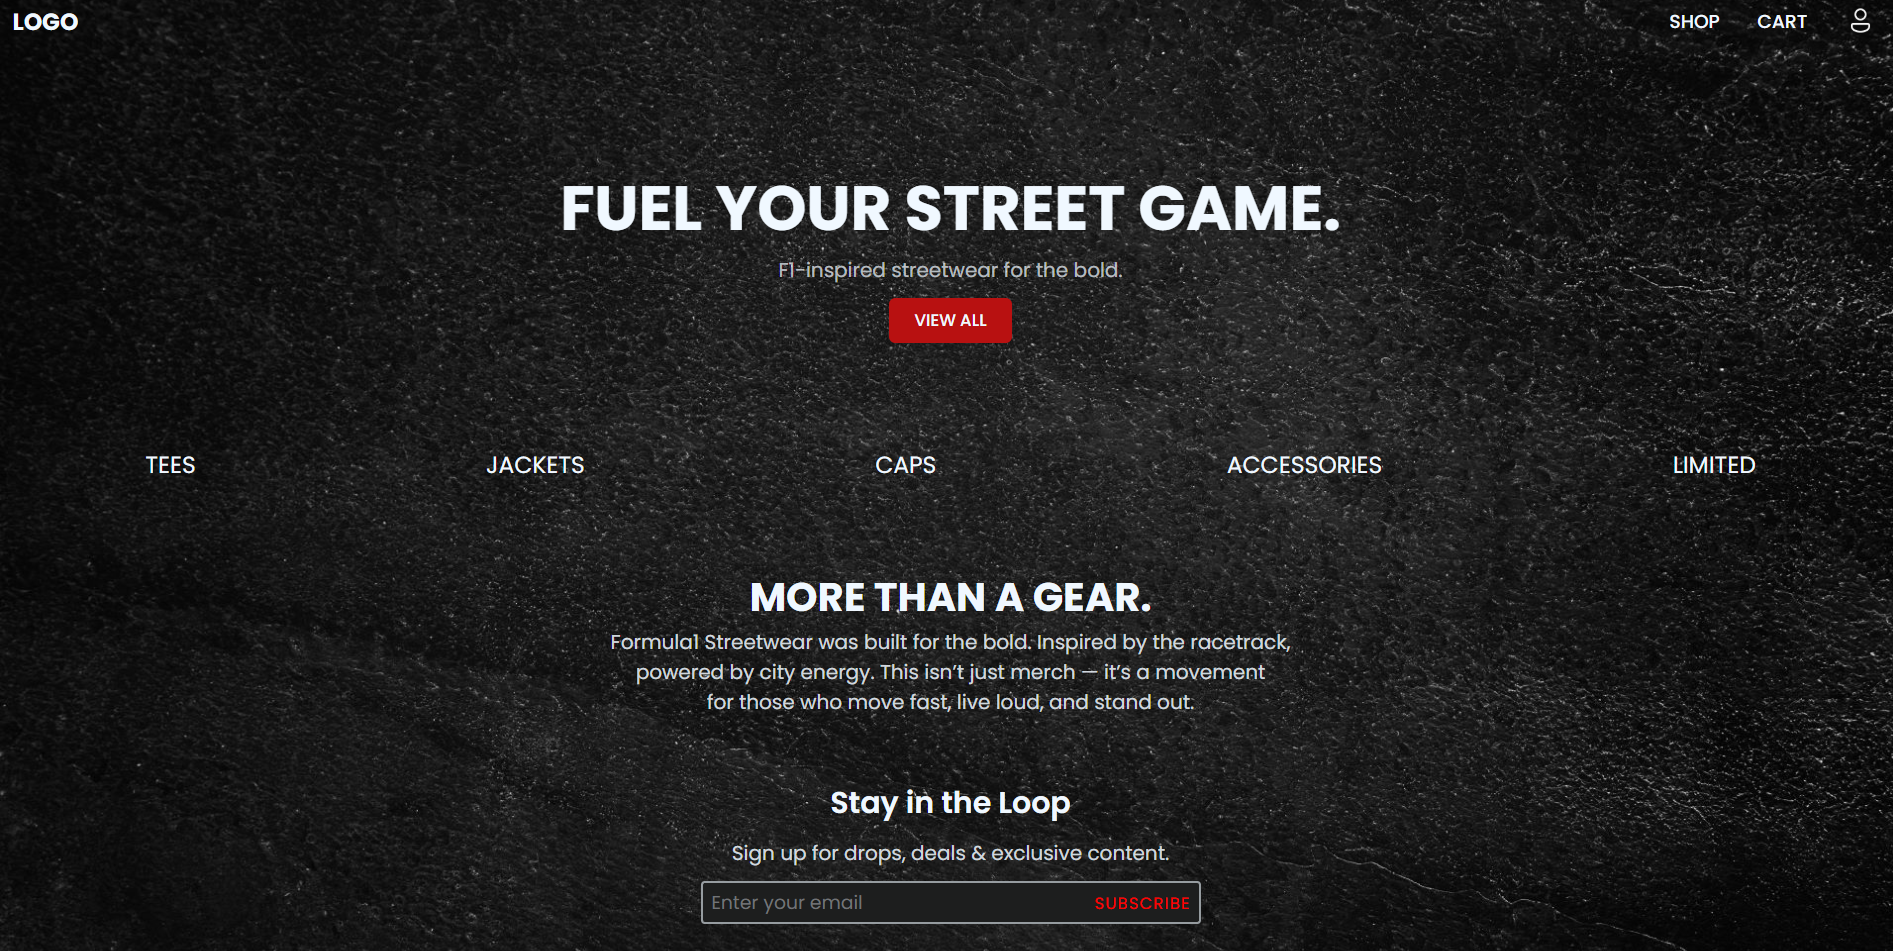 LOGO
SHOP
CART
FUEL YOUR STREET GAME.
F1-inspired streetwear for the bold.
VIEW ALL
TEES
JACKETS
CAPS
ACCESSORIES
LIMITED
MORE THAN A GEAR.
Formula1 Streetwear was built for the bold. Inspired by the racetrack,
powered by city energy. This isn’t just merch — it’s a movement
for those who move fast, live loud, and stand out.
Stay in the Loop
Sign up for drops, deals & exclusive content.
Enter your email
SUBSCRIBE